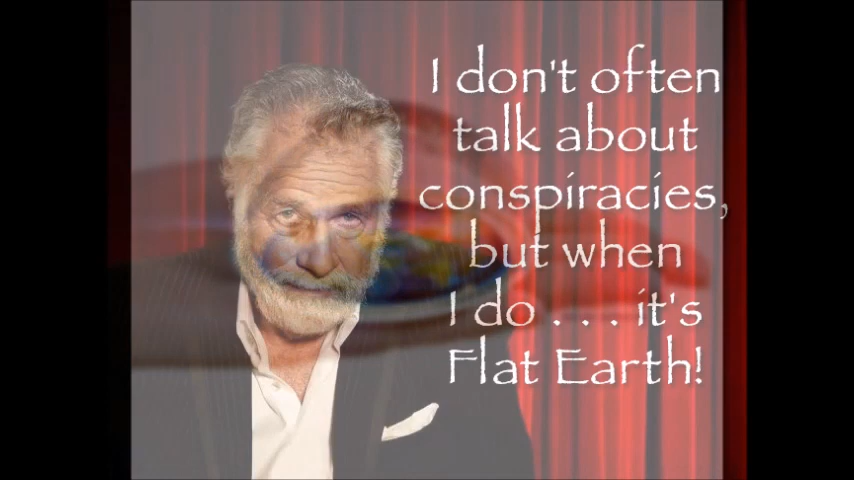 I don't often
talk about
conspiracies,
but when
I do . . . it's
Flat Earth!